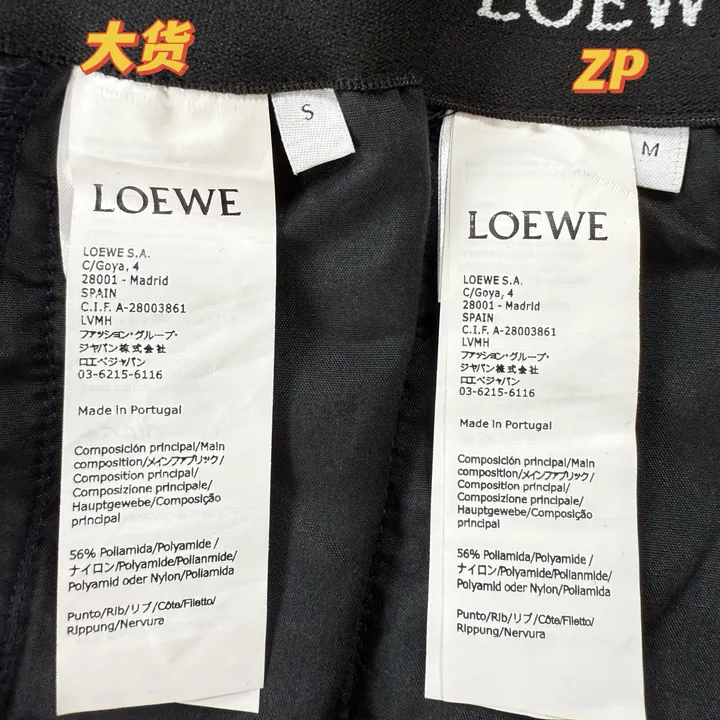 LOEW
大货
ZP
S
LOEWE
LOEWE S.A.
C/Goya, 4
28001 - Madrid
SPAIN
C.I.F. A-28003861
LVMH
ファッション・グループ・
ジャパン株式会社
ロエベジャパン
03-6215-6116
Made in Portugal
Composición principal/Main
composition/メインファブリック/
Composition principal/
Composizione principale/
Hauptgewebe/Composição
principal
56% Poliamida/Polyamide /
ナイロン/Polyamide/Poliammide/
Polyamid oder Nylon/Poliamida
Punto/Rib/リブ/Côte/Filetto/
Rippung/Nervura
M
LOEWE
LOEWE S.A.
C/Goya, 4
28001 - Madrid
SPAIN
C.I.F. A-28003861
LVMH
ファッション・グループ・
ジャパン株式会社
ロエベジャパン
03-6215-6116
Made in Portugal
Composición principal/Main
composition/メインファブリック/
Composition principal/
Composizione principale/
Hauptgewebe/Composição
principal
56% Poliamida/Polyamide /
ナイロン/Polyamide/Poliammide/
Polyamid oder Nylon/Poliamida
Punto/Rib/リブ/Côte/Filetto/
Rippung/Nervura